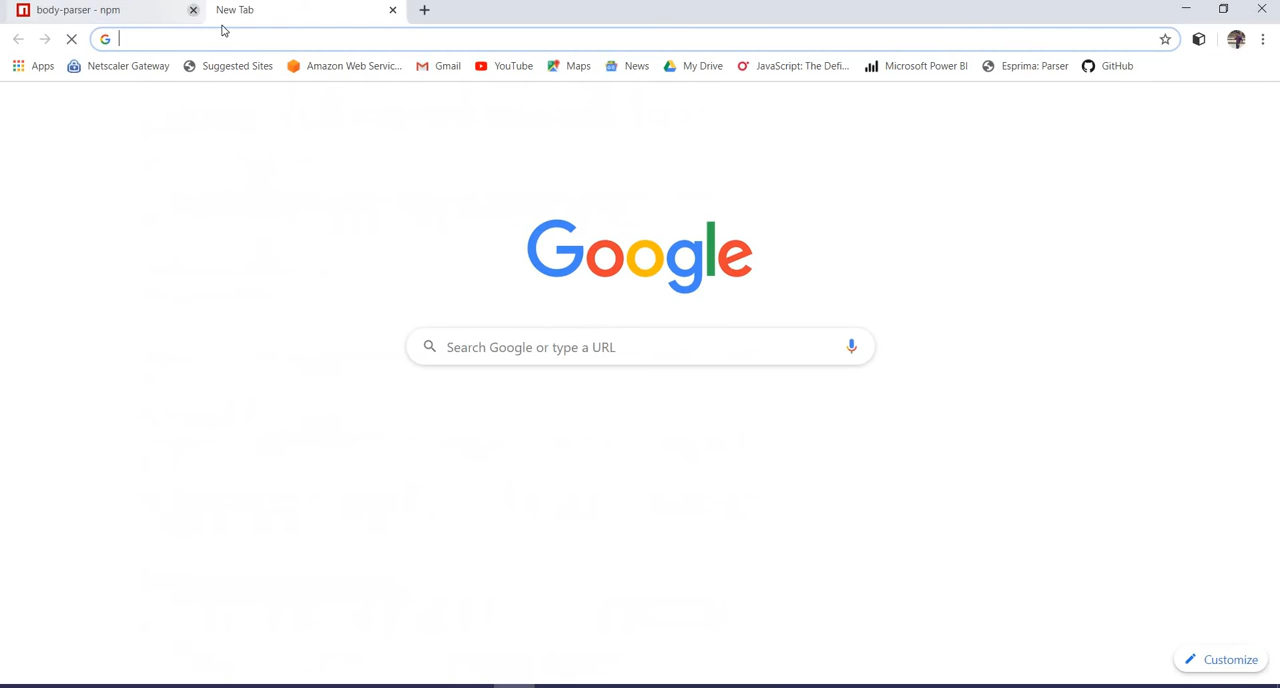 body-parser - npm
New Tab
Apps
Netscaler Gateway
Suggested Sites
Amazon Web Servic...
Gmail
YouTube
Maps
News
My Drive
JavaScript: The Defi...
Microsoft Power BI
Esprima: Parser
GitHub
Google
Search Google or type a URL
Customize